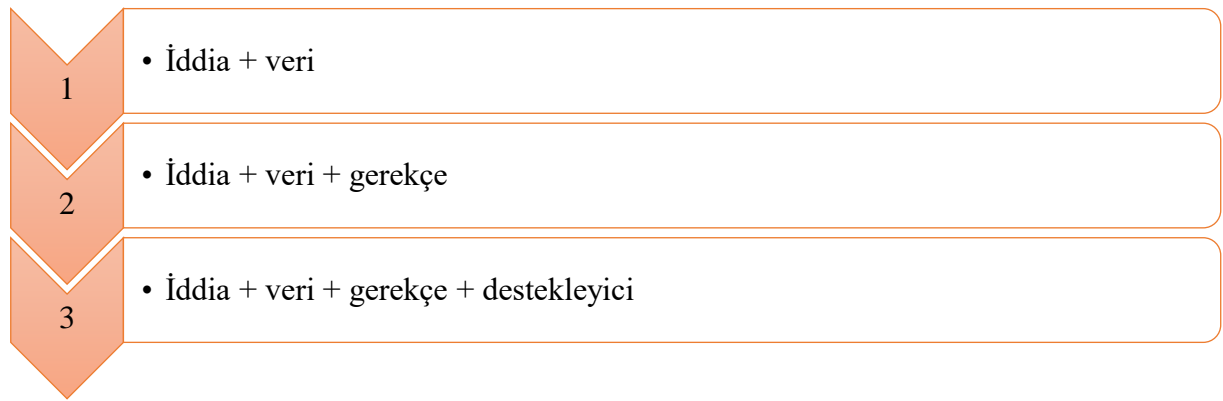 1
• İddia + veri
2
• İddia + veri + gerekçe
3
• İddia + veri + gerekçe + destekleyici